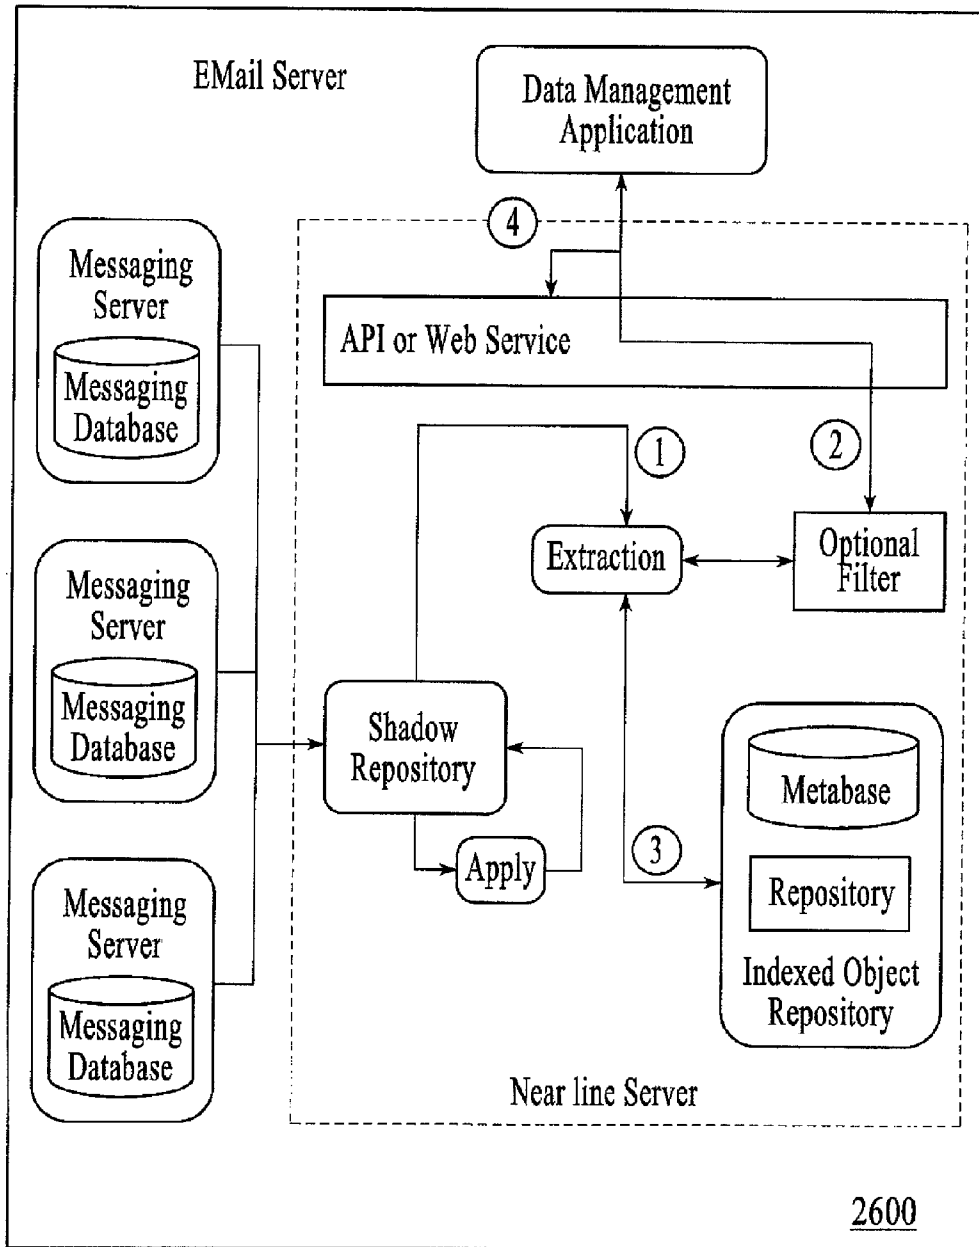 EMail Server
Data Management
Application
4
Messaging
Server
Messaging
Database
API or Web Service
1
2
Extraction
Optional
Filter
Messaging
Server
Messaging
Database
Shadow
Repository
Apply
Metabase
3
Repository
Indexed Object
Repository
Messaging
Server
Messaging
Database
Near line Server
2600